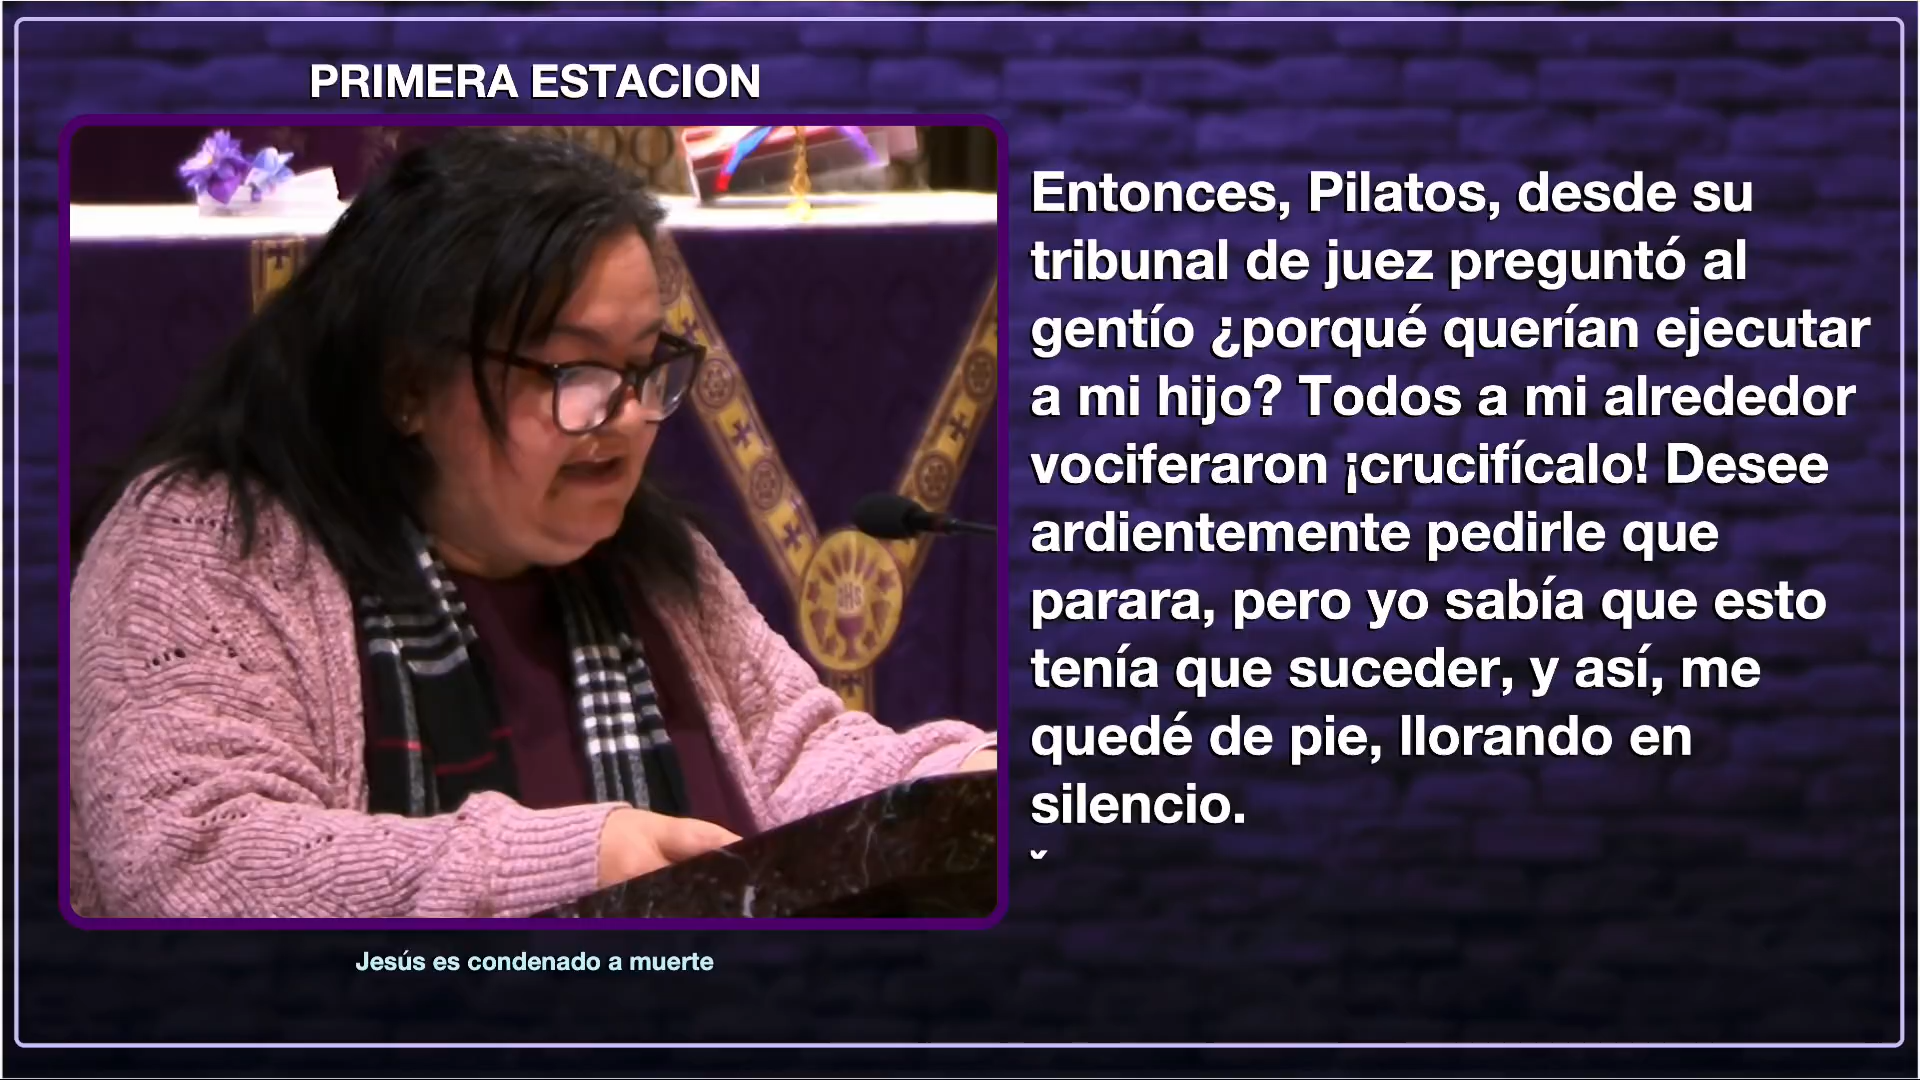 PRIMERA ESTACION
Entonces, Pilatos, desde su
tribunal de juez preguntó al
gentío ¿porqué querían ejecutar
a mi hijo? Todos a mi alrededor
vociferaron ¡crucifícalo! Desee
ardientemente pedirle que
parara, pero yo sabía que esto
tenía que suceder, y así, me
quedé de pie, llorando en
silencio.
Jesús es condenado a muerte